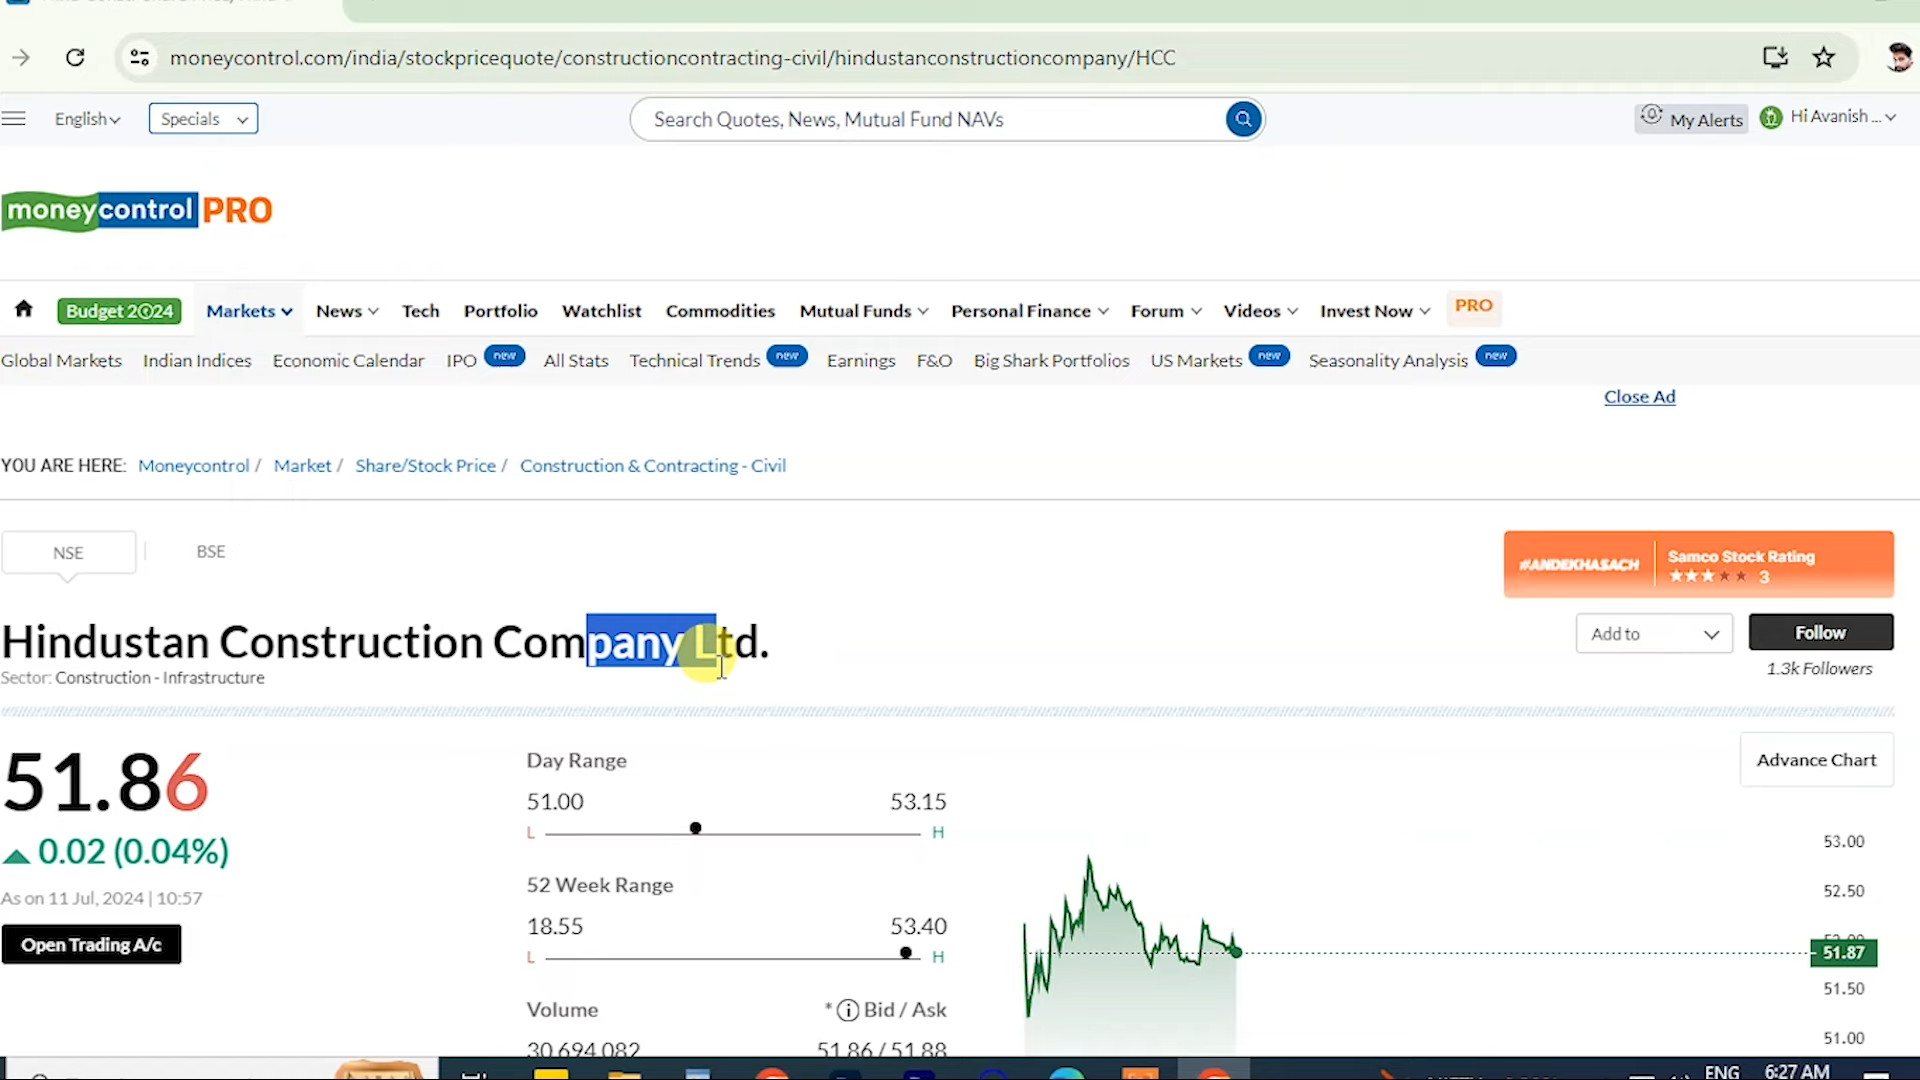 moneycontrol.com/india/stockpricequote/constructioncontracting-civil/hindustanconstructioncompany/HCC
English Specials Search Quotes, News, Mutual Fund NAVs My Alerts Hi Avanish ...
moneycontrol PRO
Budget 2024 Markets News Tech Portfolio Watchlist Commodities Mutual Funds Personal Finance Forum Videos Invest Now PRO
Global Markets Indian Indices Economic Calendar IPO new All Stats Technical Trends new Earnings F&O Big Shark Portfolios US Markets new Seasonality Analysis new
Close Ad
YOU ARE HERE: Moneycontrol / Market / Share/Stock Price / Construction & Contracting - Civil
NSE BSE
#ANDEKHASACH Samco Stock Rating
3
Hindustan Construction Company Ltd.
Add to Follow
Sector: Construction - Infrastructure
1.3k Followers
51.86
0.02 (0.04%)
As on 11 Jul, 2024 | 10:57
Open Trading A/c
Day Range
51.00 53.15
L H
52 Week Range
18.55 53.40
L H
Volume * i Bid / Ask
30,694,082 51.86 / 51.88
Advance Chart
53.00
52.50
51.87
51.50
51.00
ENG 6:27 AM